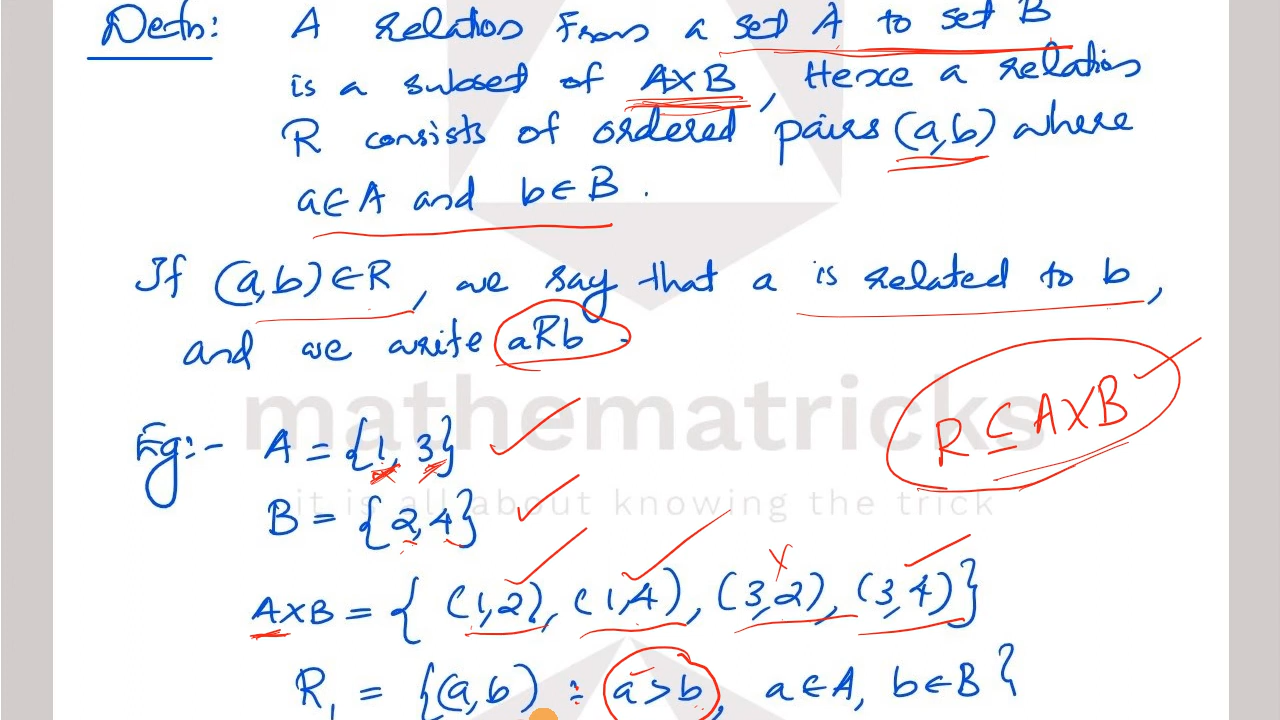 Defn: A relation from a set A to set B
is a subset of A×B, Hence a relation
R consists of ordered pairs (a,b) where
a∈A and b∈B.
If (a,b)∈R, we say that a is related to b,
and we write aRb.
mathematricks
R ⊆ A×B
Eg:- A = {1, 3}
it is all about knowing the trick
B = {2,4}
A×B = { (1,2), (1,4), (3,2), (3,4)}
R₁ = {(a,b) : a>b, a∈A, b∈B}